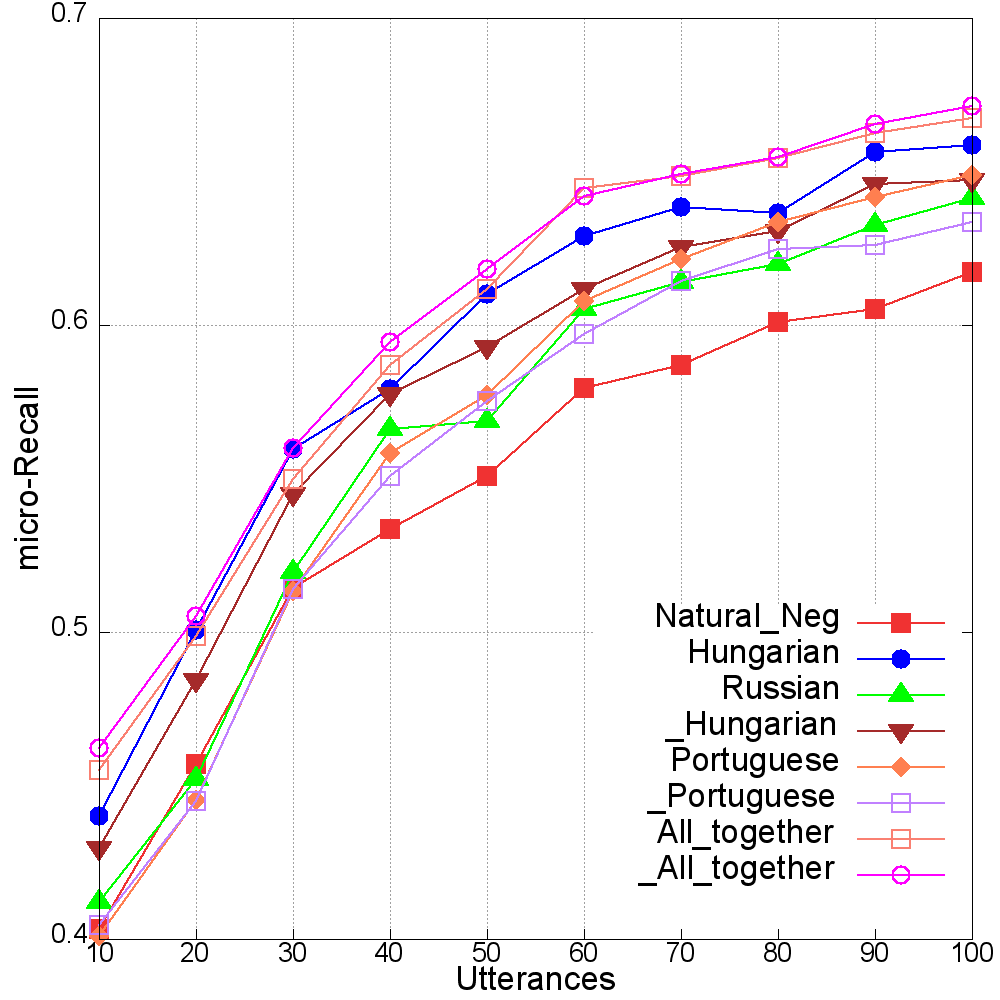 0.7
0.6
0.5
0.4
micro-Recall
Natural_Neg
Hungarian
Russian
_Hungarian
Portuguese
_Portuguese
All_together
_All_together
10 20 30 40 50 60 70 80 90 100
Utterances